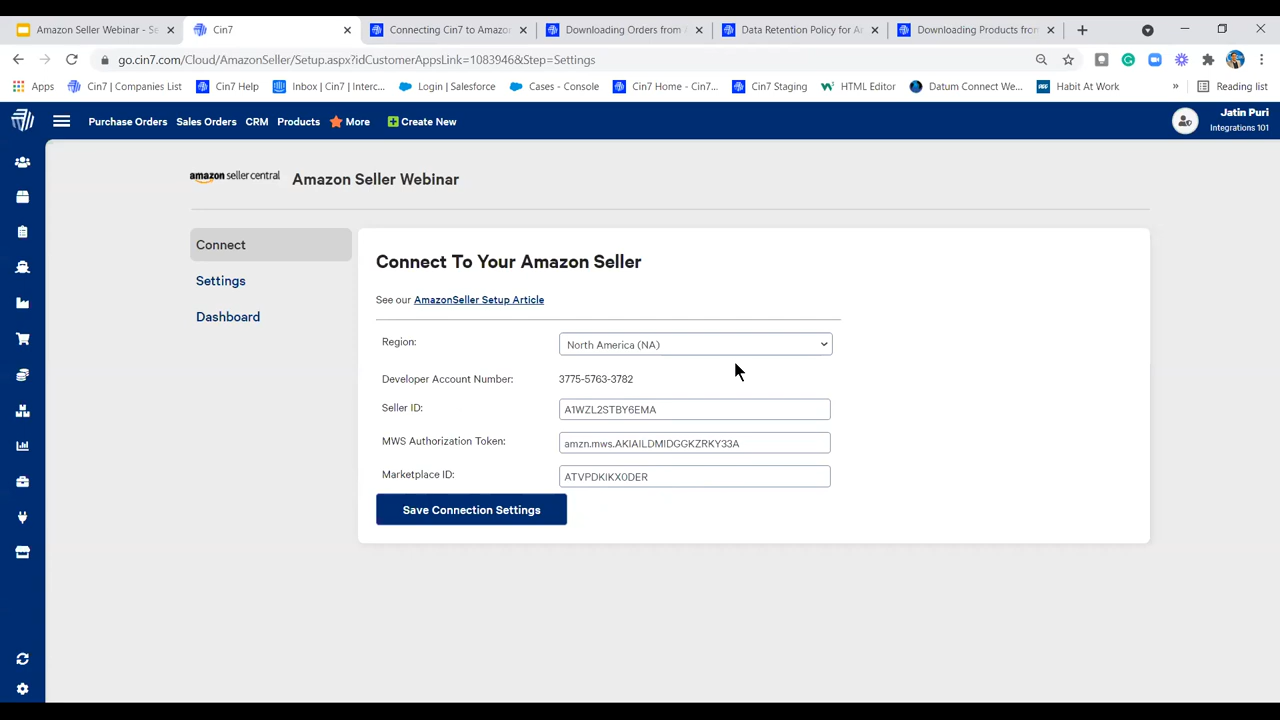 Amazon Seller Webinar - Se
Cin7
Connecting Cin7 to Amazon
Downloading Orders from
Data Retention Policy for A
Downloading Products from
go.cin7.com/Cloud/AmazonSeller/Setup.aspx?idCustomerAppsLink=1083946&Step=Settings
Apps
Cin7 | Companies List
Cin7 Help
Inbox | Cin7 | Interc...
Login | Salesforce
Cases - Console
Cin7 Home - Cin7...
Cin7 Staging
HTML Editor
Datum Connect We...
Habit At Work
»
Reading list
Purchase Orders
Sales Orders
CRM
Products
More
Create New
Jatin Puri
Integrations 101
amazon seller central
Amazon Seller Webinar
Connect
Settings
Dashboard
Connect To Your Amazon Seller
See our AmazonSeller Setup Article
Region:
North America (NA)
Developer Account Number:
3775-5763-3782
Seller ID:
A1WZL2STBY6EMA
MWS Authorization Token:
amzn.mws.AKIAILDMIDGGKZRKY33A
Marketplace ID:
ATVPDKIKX0DER
Save Connection Settings